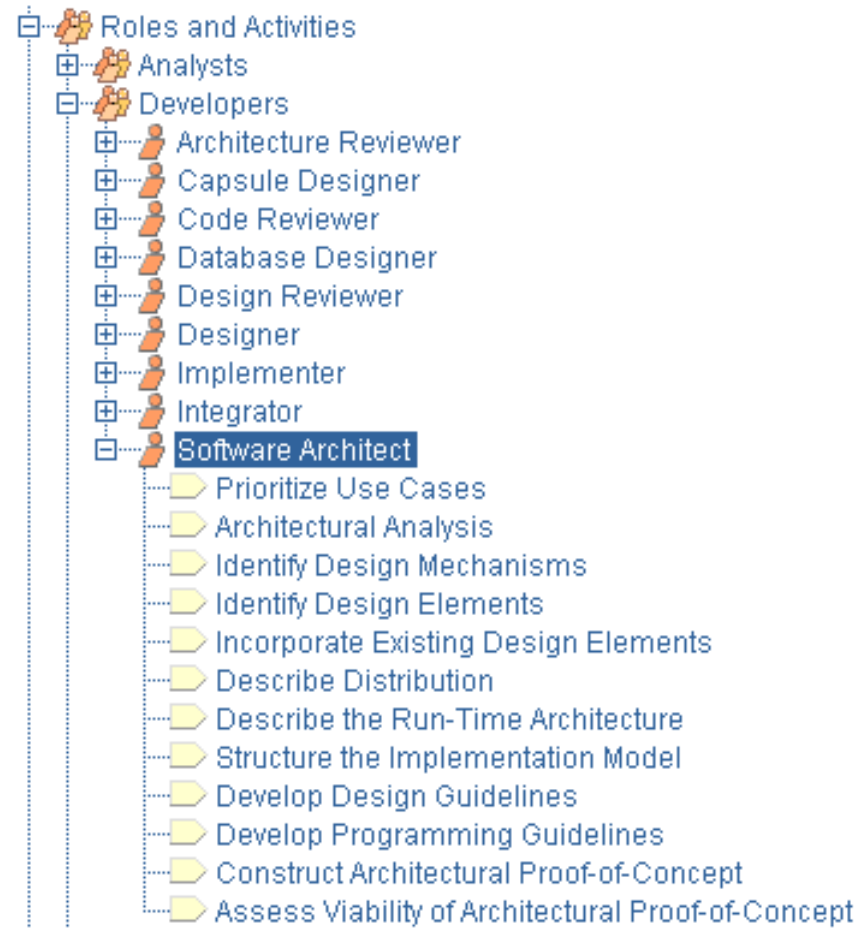 Roles and Activities
Analysts
Developers
Architecture Reviewer
Capsule Designer
Code Reviewer
Database Designer
Design Reviewer
Designer
Implementer
Integrator
Software Architect
Prioritize Use Cases
Architectural Analysis
Identify Design Mechanisms
Identify Design Elements
Incorporate Existing Design Elements
Describe Distribution
Describe the Run-Time Architecture
Structure the Implementation Model
Develop Design Guidelines
Develop Programming Guidelines
Construct Architectural Proof-of-Concept
Assess Viability of Architectural Proof-of-Concept